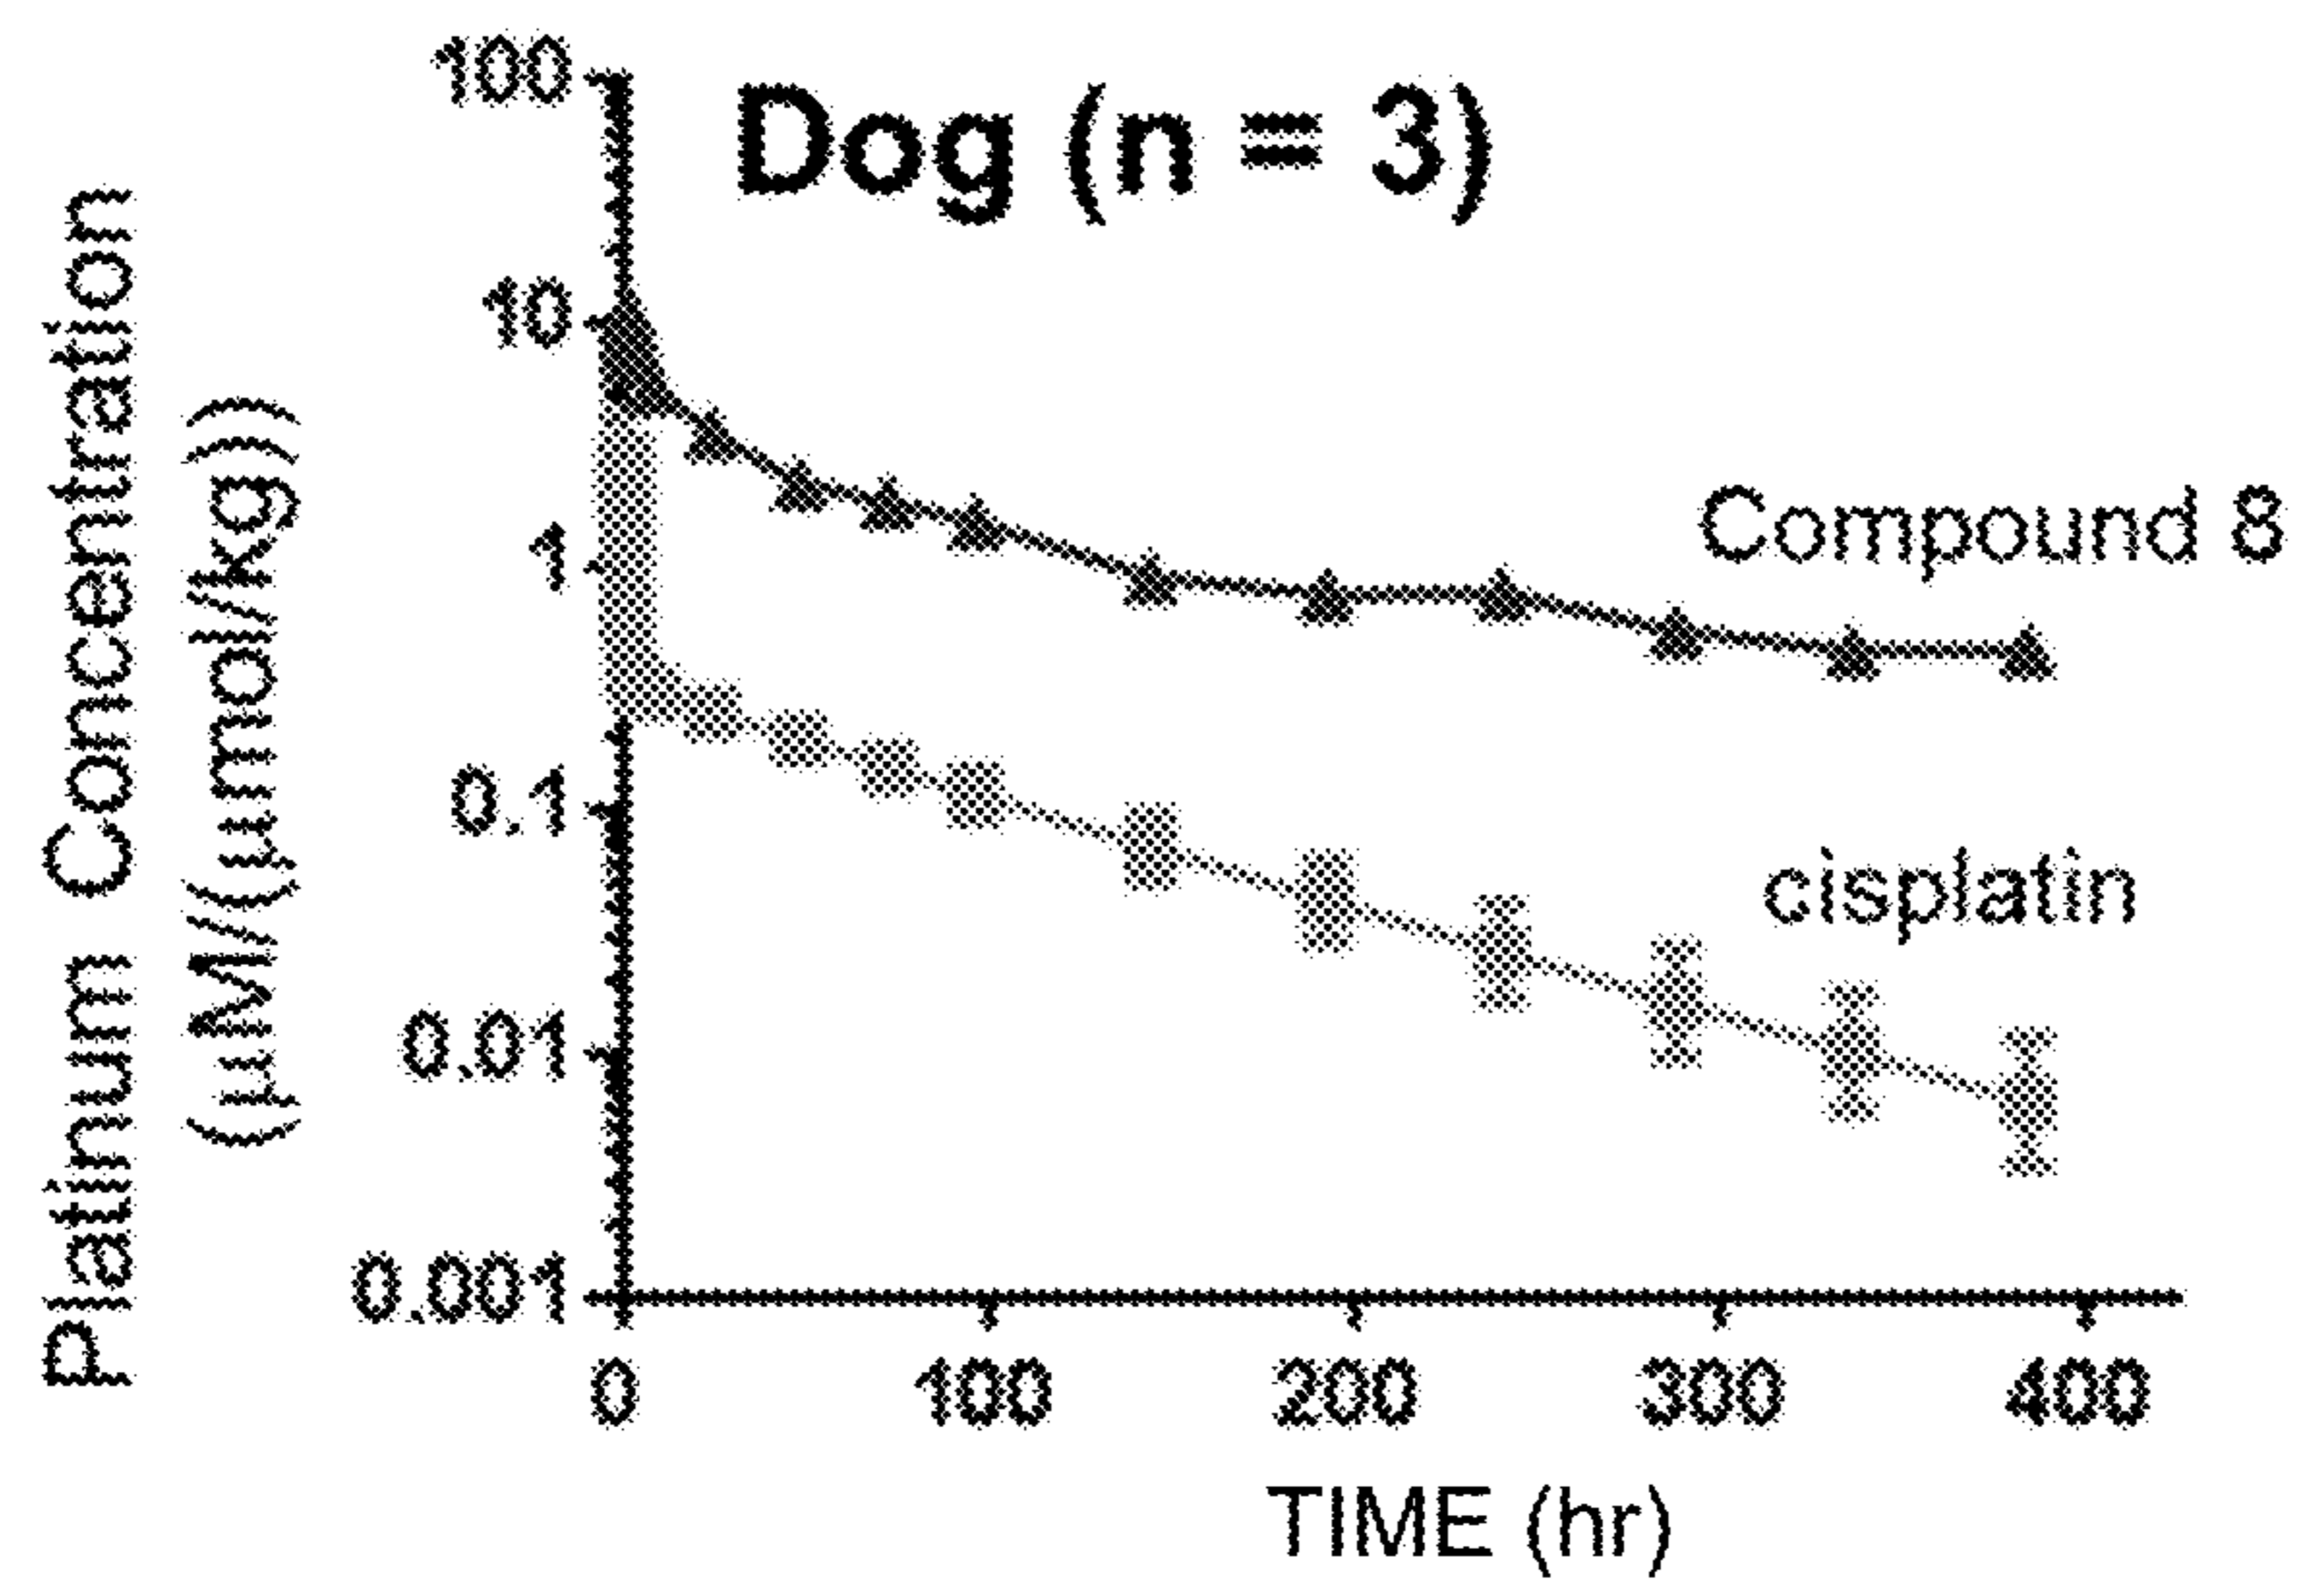 Dog (n = 3)
Platinum Concentration
(µM/(µmol/kg))
100
10
1
0.1
0.01
0.001
Compound 8
cisplatin
0 100 200 300 400
TIME (hr)